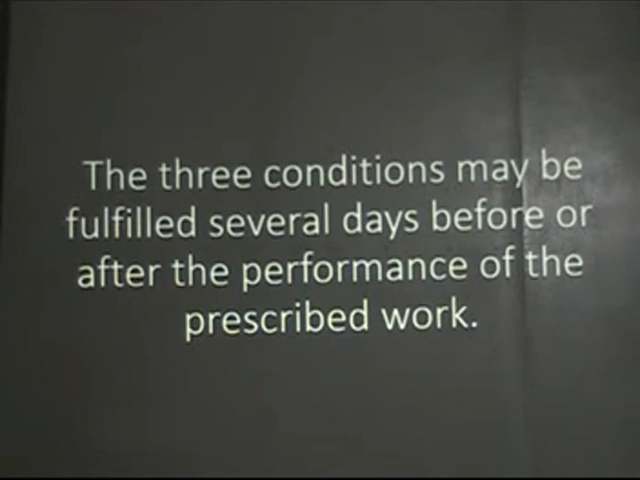 The three conditions may be
fulfilled several days before or
after the performance of the
prescribed work.